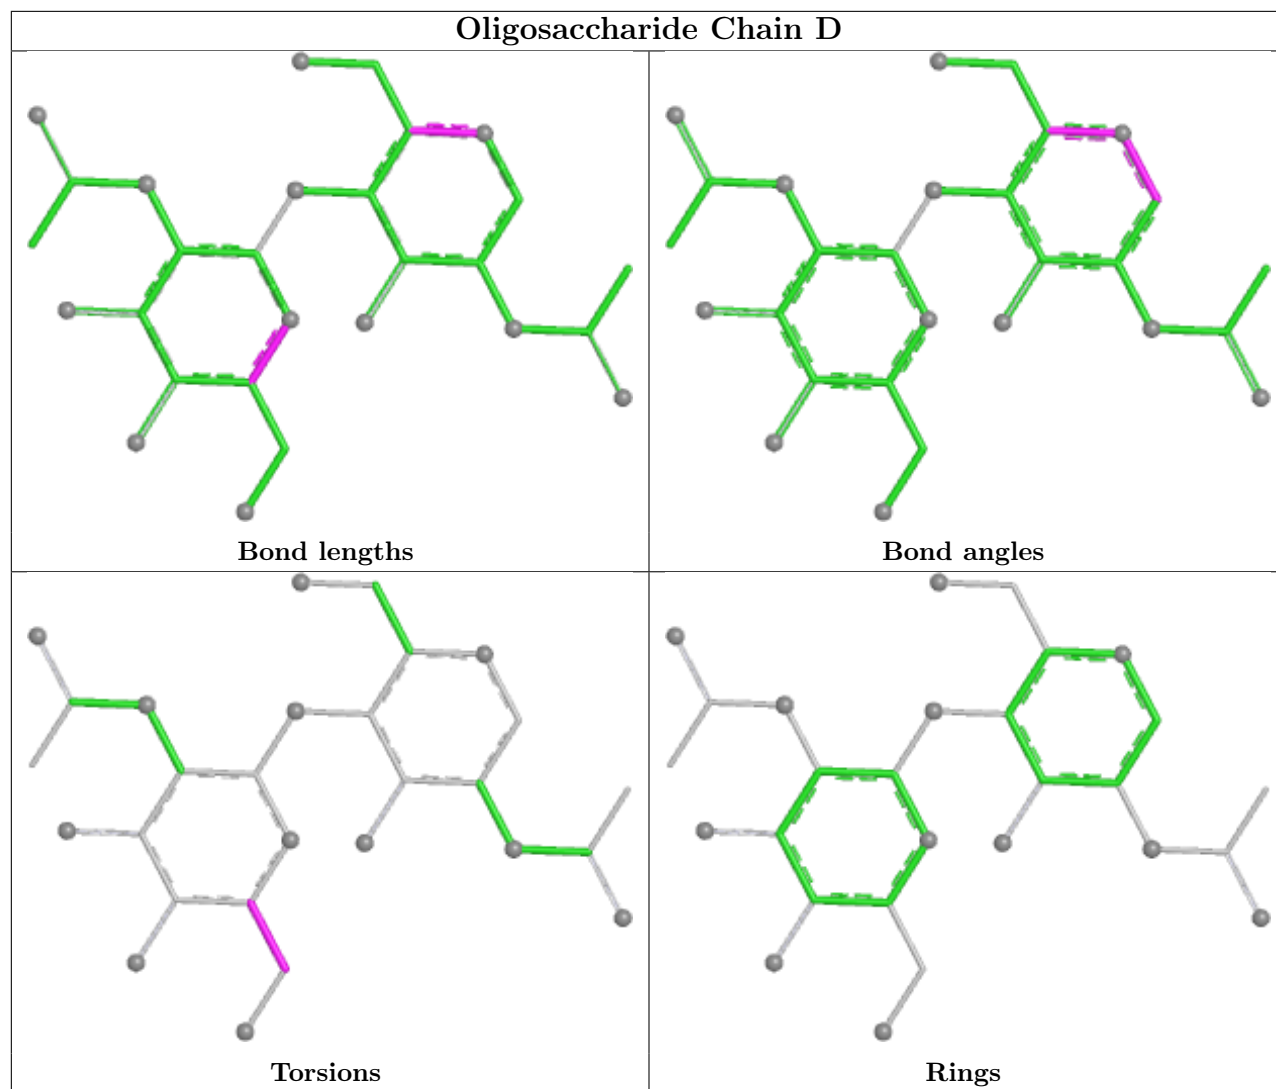 Oligosaccharide Chain D
Bond lengths
Bond angles
Torsions
Rings